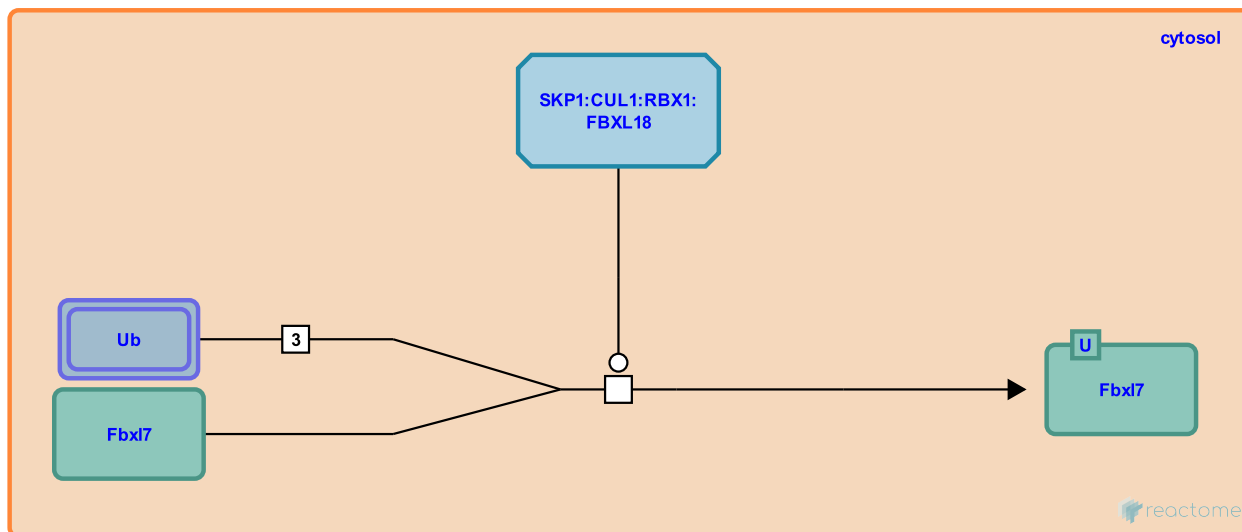 cytosol
SKP1:CUL1:RBX1:
FBXL18
Ub
3
Fbxl7
U
Fbxl7
reactome